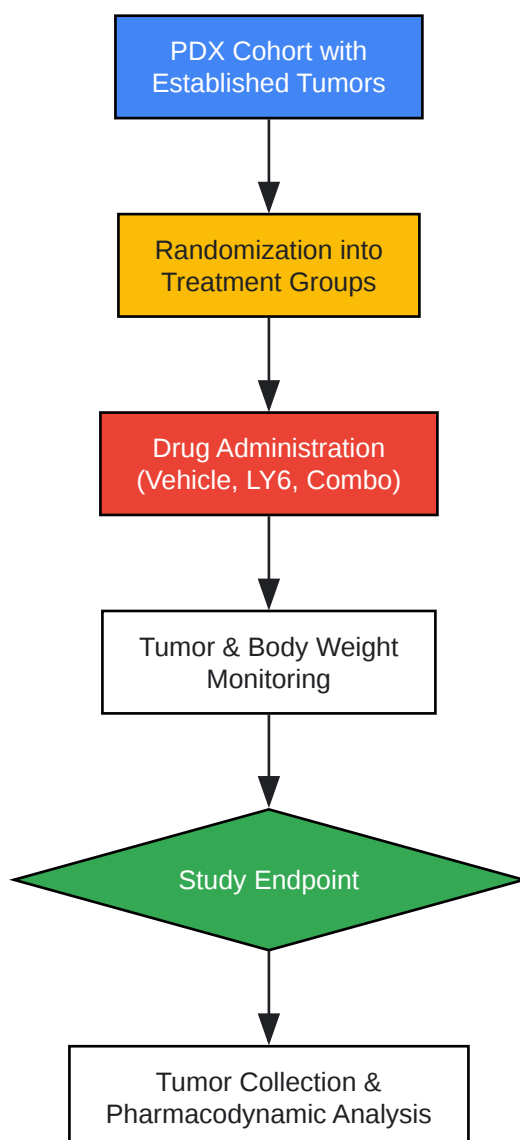 PDX Cohort with
Established Tumors
Randomization into
Treatment Groups
Drug Administration
(Vehicle, LY6, Combo)
Tumor & Body Weight
Monitoring
Study Endpoint
Tumor Collection &
Pharmacodynamic Analysis